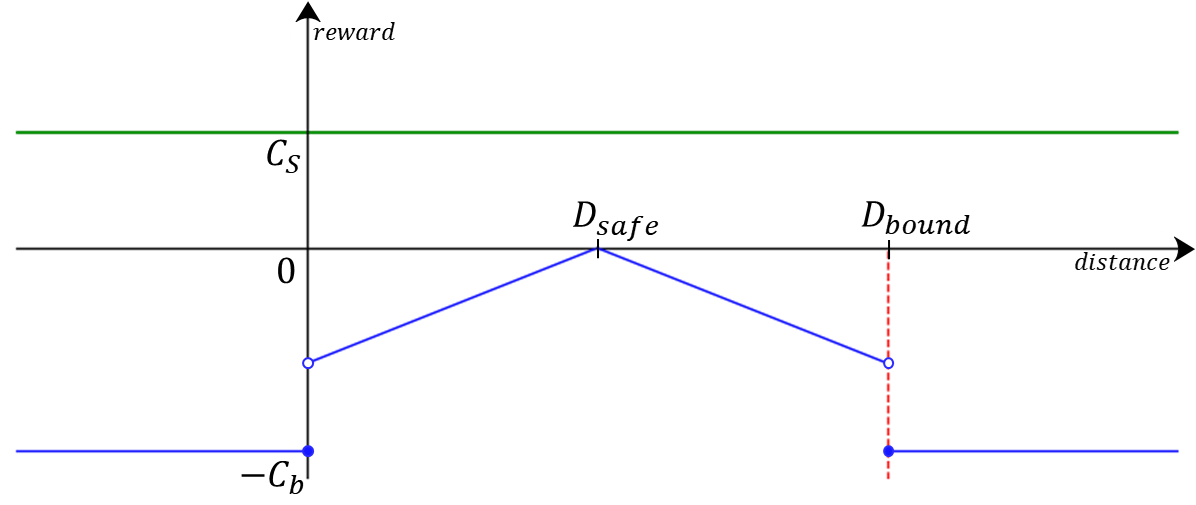 reward
C_S
D_safe
D_bound
0
distance
−C_b